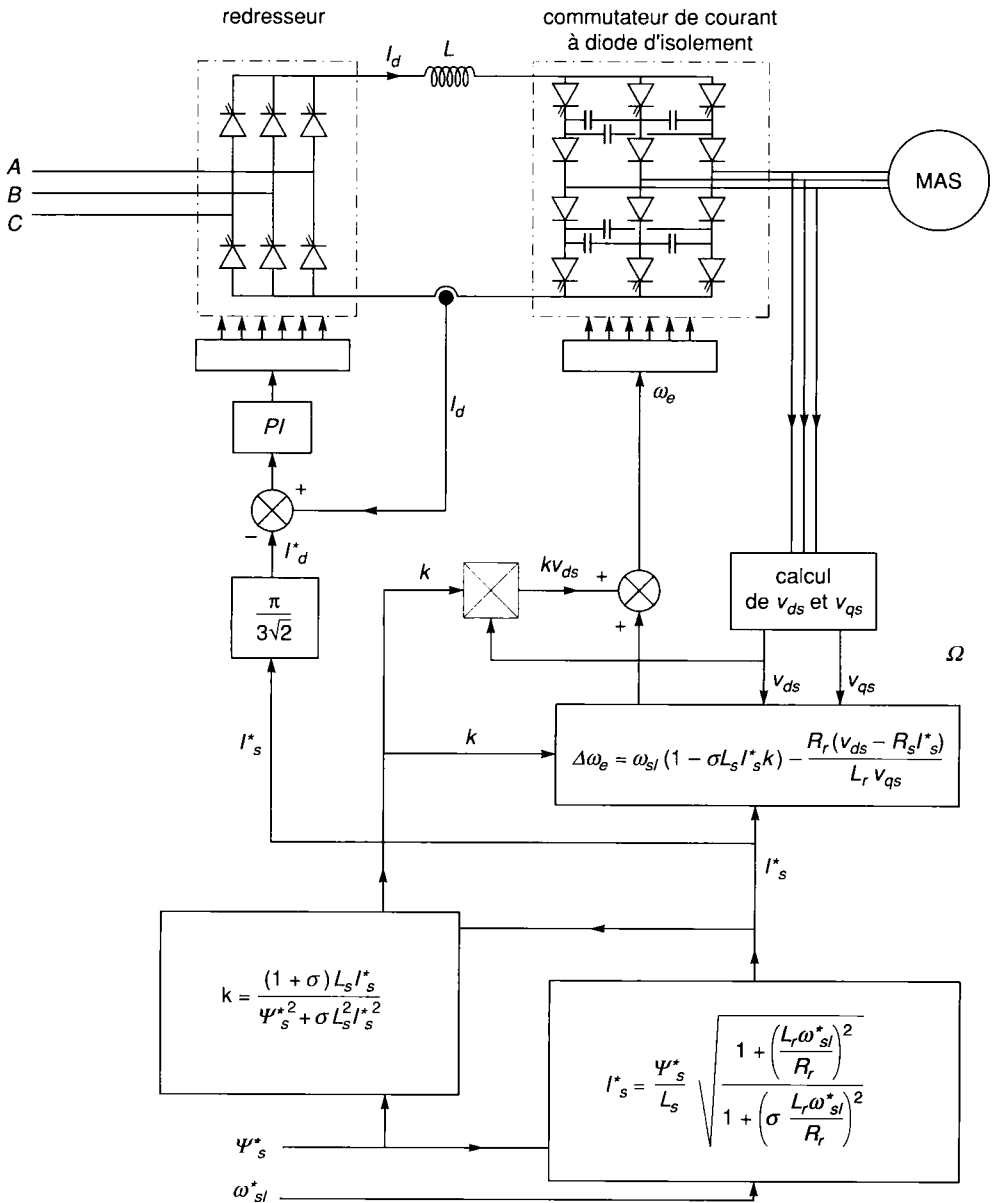 redresseur
commutateur de courant
à diode d'isolement
I_d
L
A
B
C
MAS
I_d
ω_e
PI
+
−
I*_d
π / 3√2
k
kv_ds
+
+
calcul
de v_ds et v_qs
Ω
v_ds
v_qs
I*_s
k
Δω_e = ω_sl (1 − σL_s I*_s k) − R_r (v_ds − R_s I*_s) / L_r v_qs
I*_s
k = (1 + σ) L_s I*_s / Ψ*_s² + σ L_s² I*_s²
I*_s = Ψ*_s / L_s √ 1 + (L_r ω*_sl / R_r)² / 1 + (σ L_r ω*_sl / R_r)²
Ψ*_s
ω*_sl